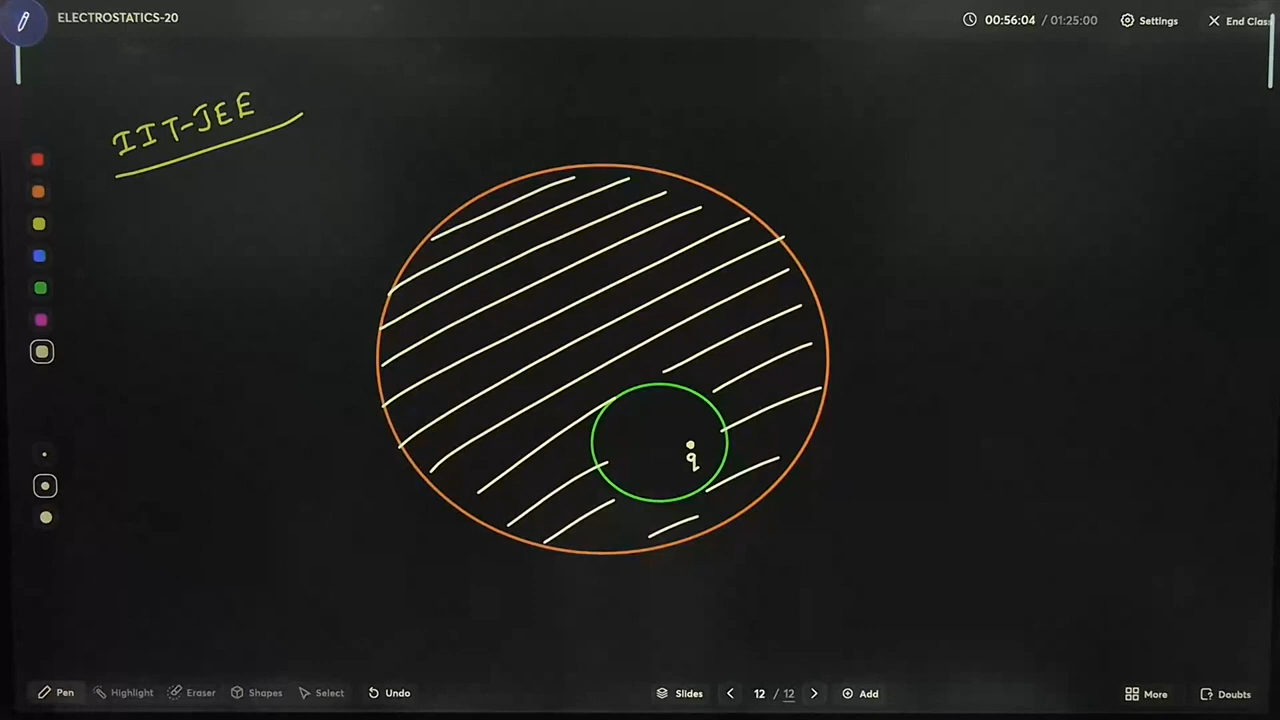 ELECTROSTATICS-20
00:56:04 / 01:25:00
Settings
End Class
IIT-JEE
q
Pen
Highlight
Eraser
Shapes
Select
Undo
Slides
12 / 12
Add
More
Doubts